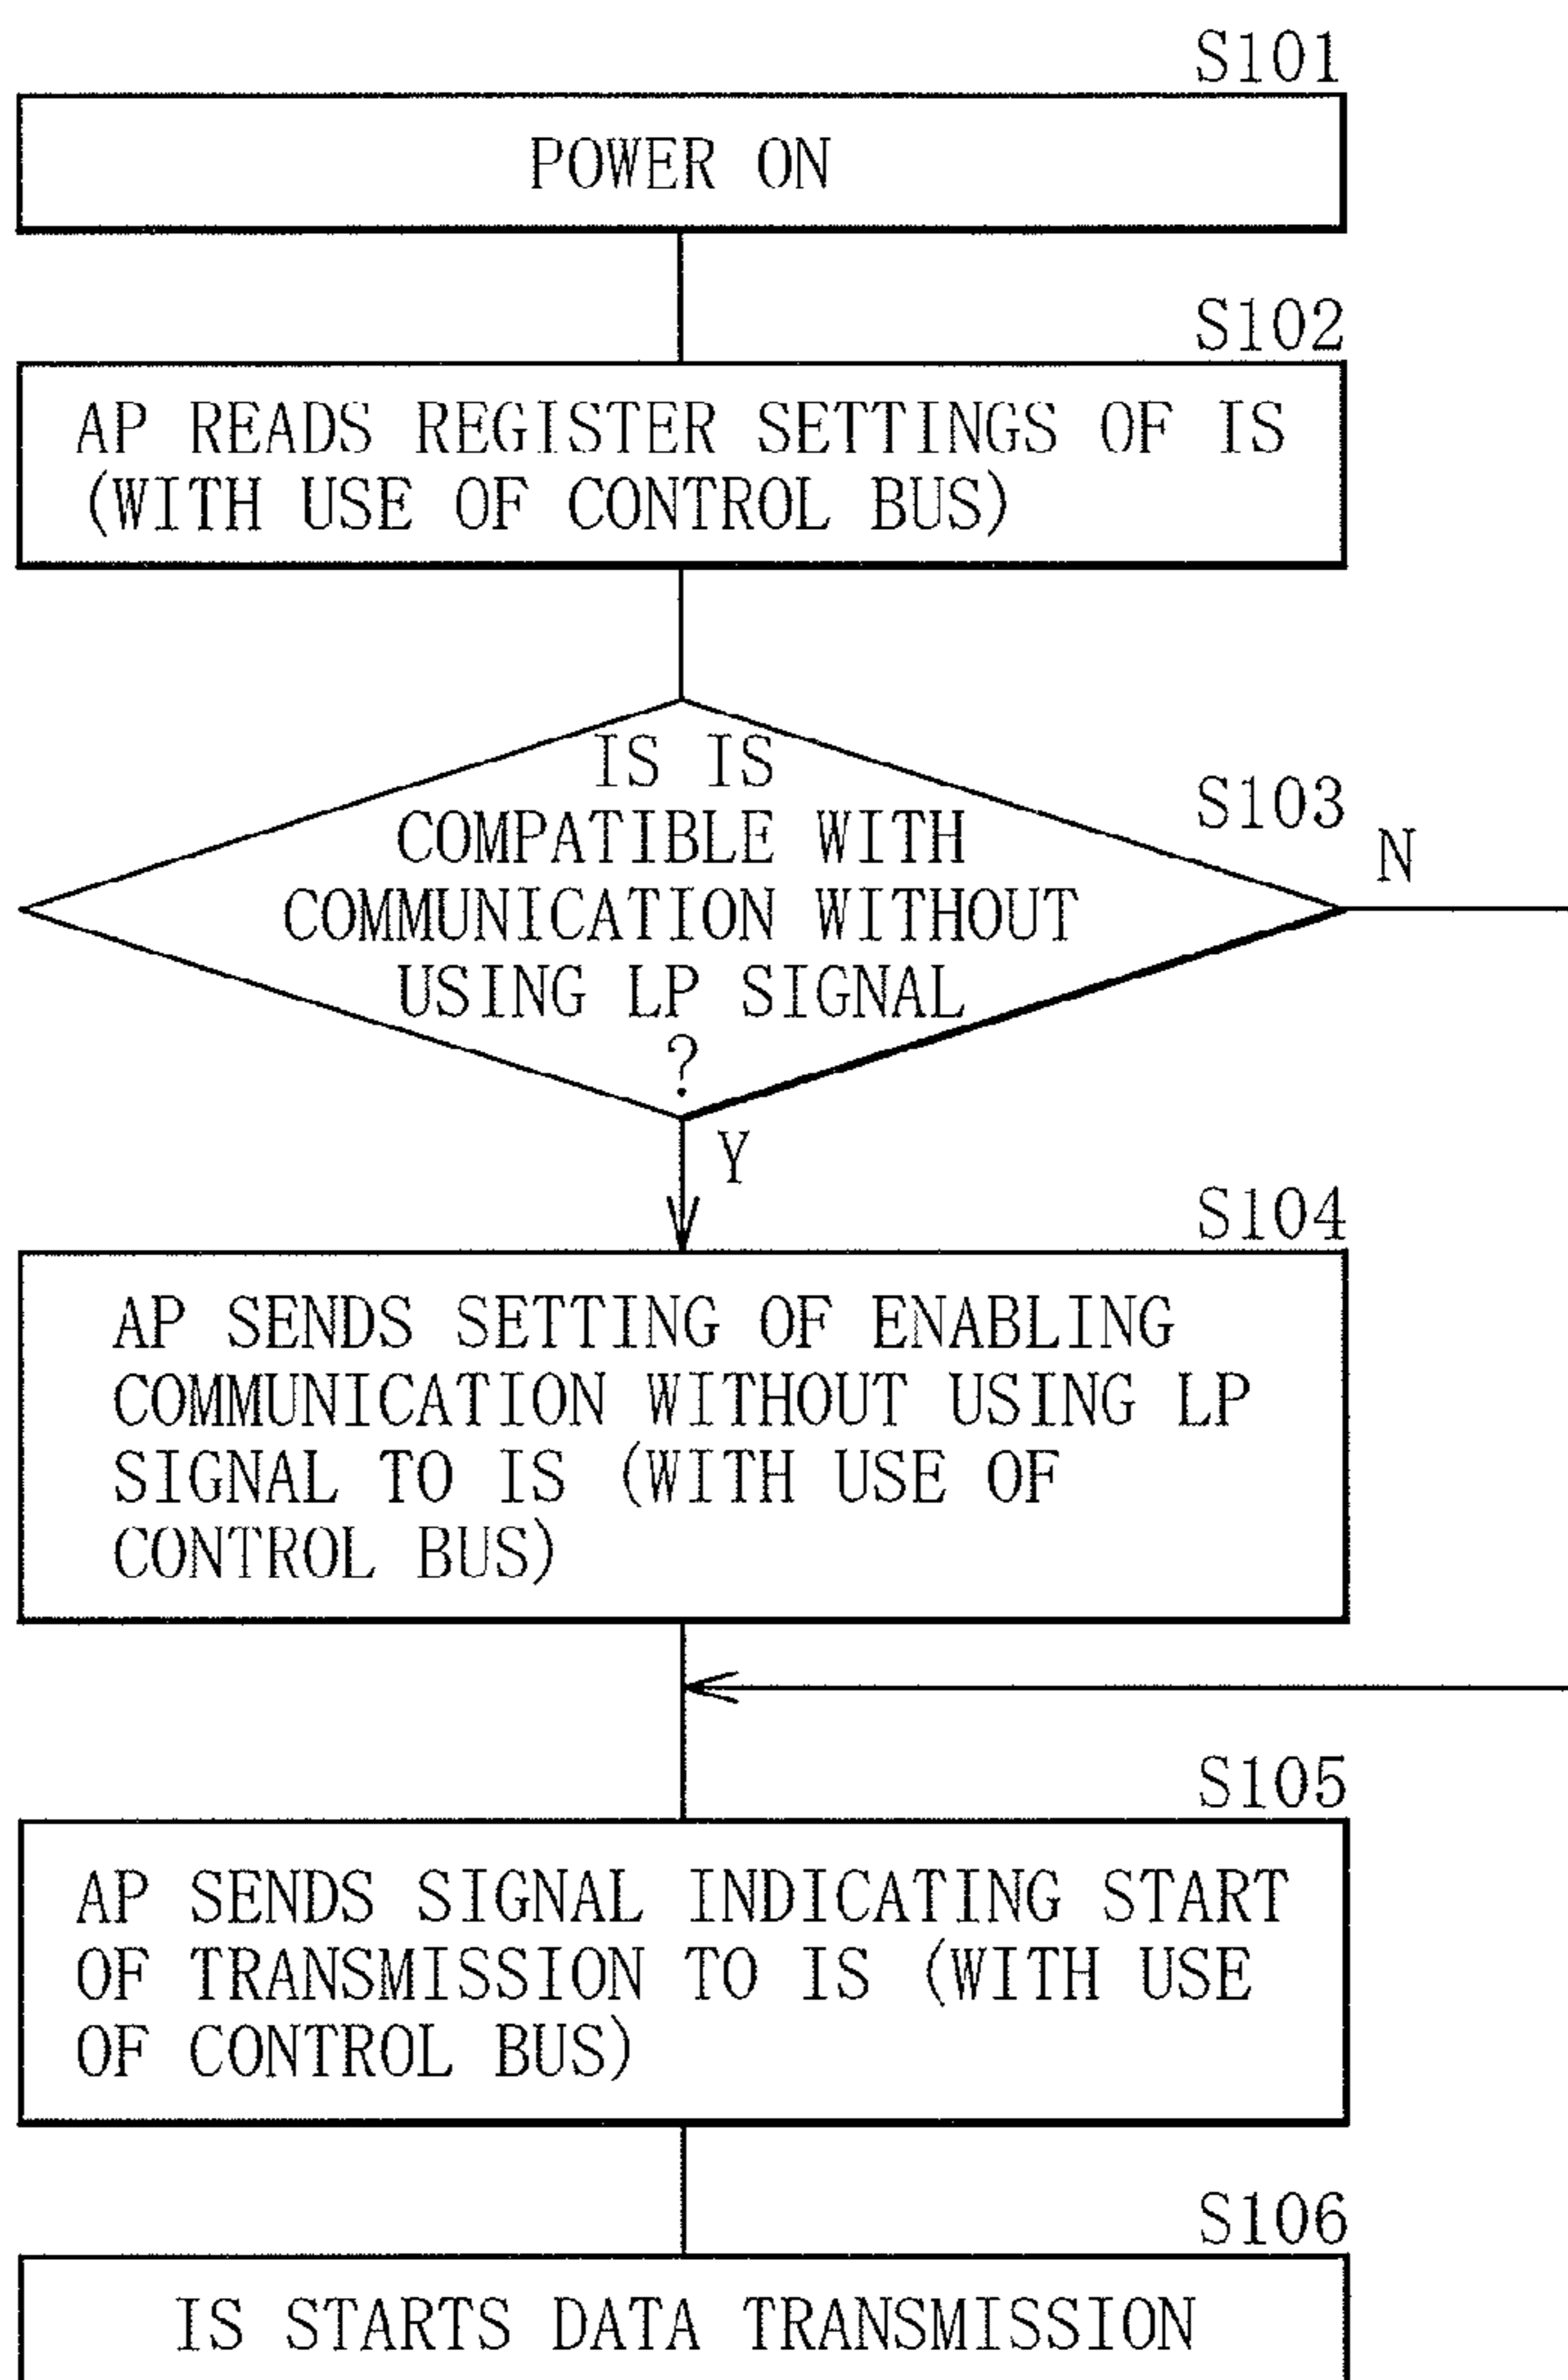 S101
POWER ON
S102
AP READS REGISTER SETTINGS OF IS
(WITH USE OF CONTROL BUS)
IS IS
S103
COMPATIBLE WITH
N
COMMUNICATION WITHOUT
USING LP SIGNAL
?
Y
S104
AP SENDS SETTING OF ENABLING
COMMUNICATION WITHOUT USING LP
SIGNAL TO IS (WITH USE OF
CONTROL BUS)
S105
AP SENDS SIGNAL INDICATING START
OF TRANSMISSION TO IS (WITH USE
OF CONTROL BUS)
S106
IS STARTS DATA TRANSMISSION